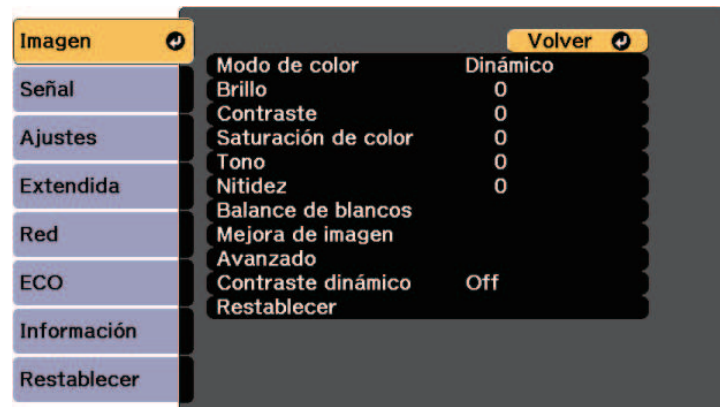 Imagen
Señal
Ajustes
Extendida
Red
ECO
Información
Restablecer
Volver
Modo de color Dinámico
Brillo 0
Contraste 0
Saturación de color 0
Tono 0
Nitidez 0
Balance de blancos
Mejora de imagen
Avanzado
Contraste dinámico Off
Restablecer